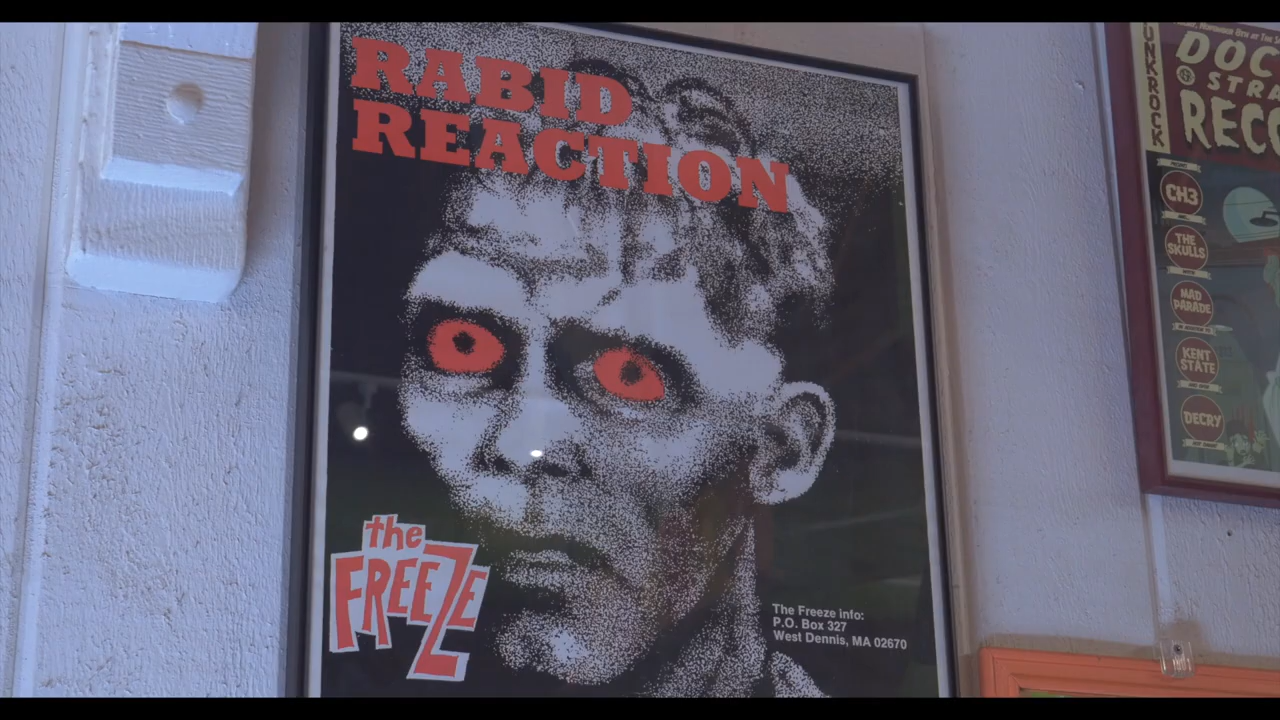 RABID
REACTION
the
FREEZE
The Freeze info:
P.O. Box 327
West Dennis, MA 02670
DOC
STRA
RECO
CH3
THE
SKULLS
MAD
PARADE
KENT
STATE
DECRY